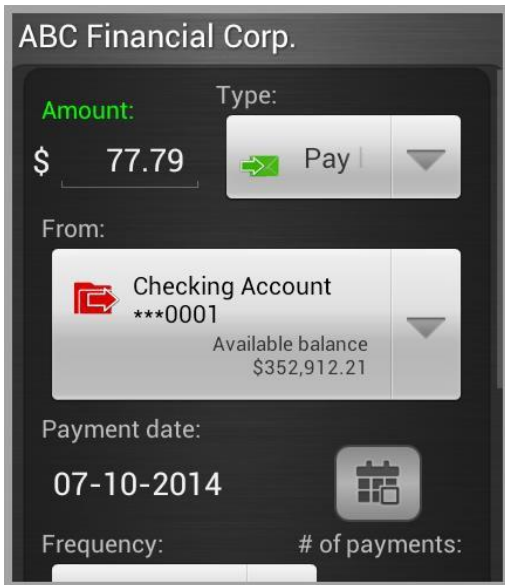 ABC Financial Corp.
Amount:
Type:
$ 77.79
Pay
From:
Checking Account
***0001
Available balance
$352,912.21
Payment date:
07-10-2014
Frequency:
# of payments: